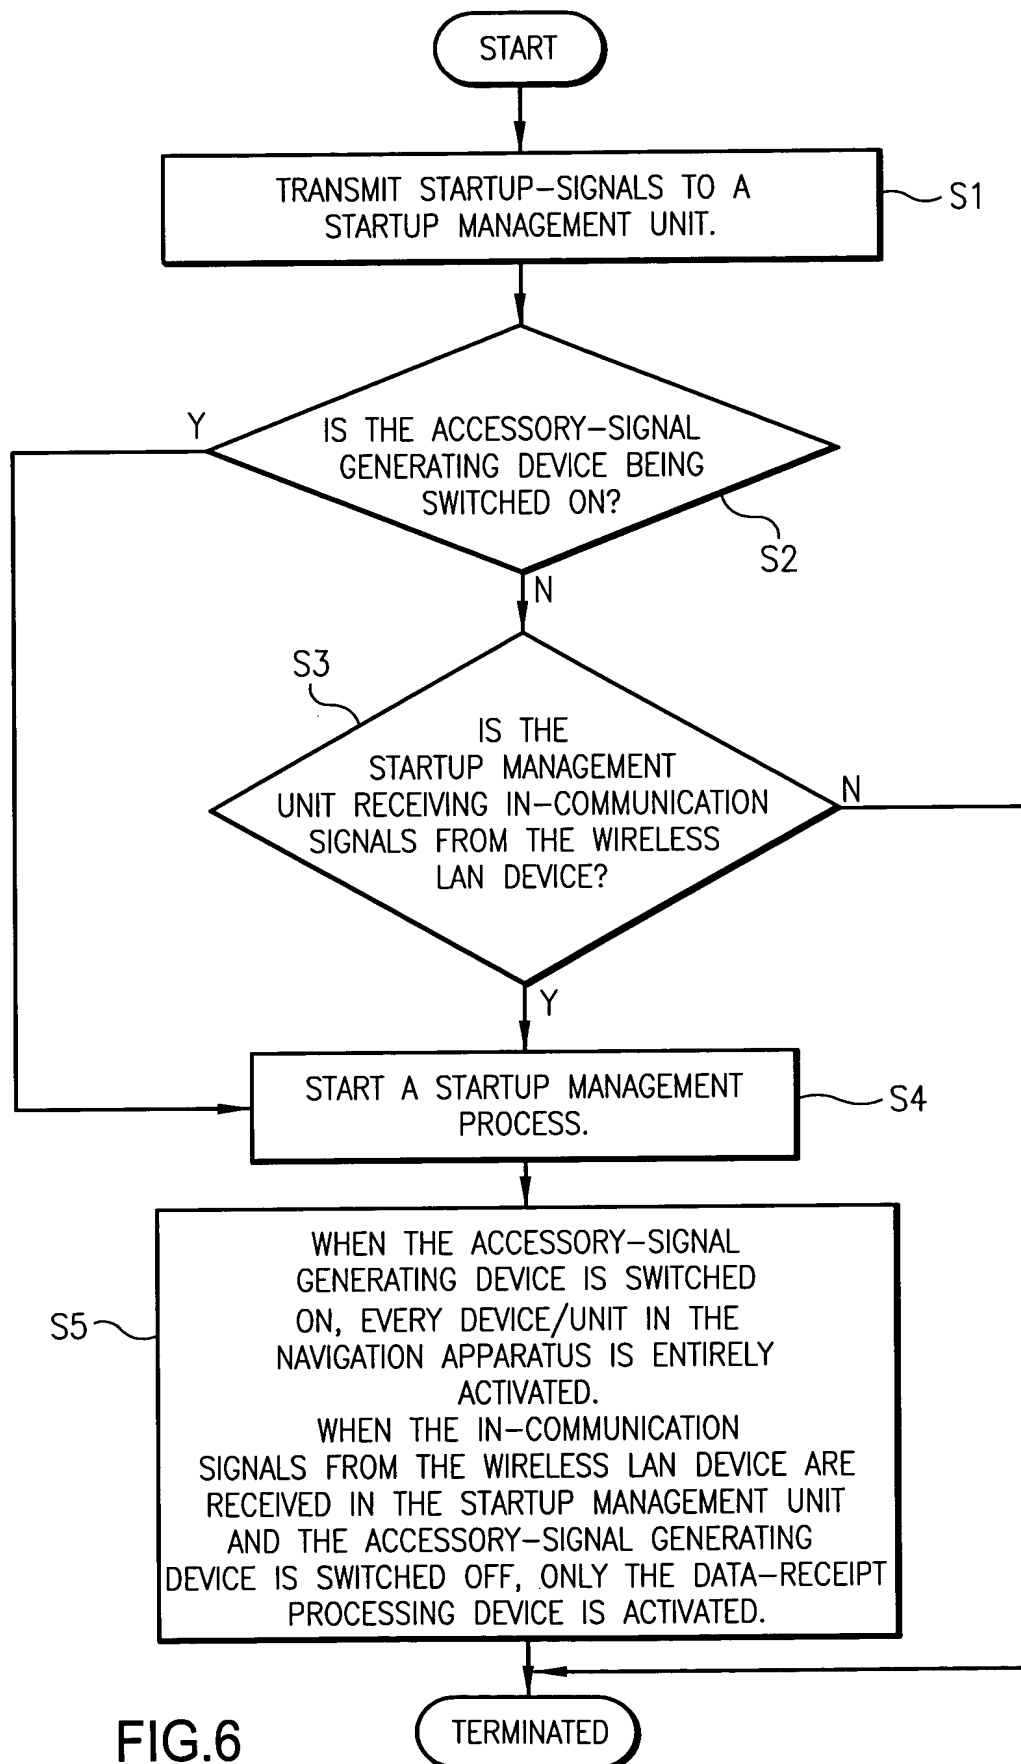 START
TRANSMIT STARTUP-SIGNALS TO A
STARTUP MANAGEMENT UNIT.
S1
Y
IS THE ACCESSORY-SIGNAL
GENERATING DEVICE BEING
SWITCHED ON?
S2
N
S3
IS THE
STARTUP MANAGEMENT
UNIT RECEIVING IN-COMMUNICATION
SIGNALS FROM THE WIRELESS
LAN DEVICE?
N
Y
START A STARTUP MANAGEMENT
PROCESS.
S4
S5
WHEN THE ACCESSORY-SIGNAL
GENERATING DEVICE IS SWITCHED
ON, EVERY DEVICE/UNIT IN THE
NAVIGATION APPARATUS IS ENTIRELY
ACTIVATED.
WHEN THE IN-COMMUNICATION
SIGNALS FROM THE WIRELESS LAN DEVICE ARE
RECEIVED IN THE STARTUP MANAGEMENT UNIT
AND THE ACCESSORY-SIGNAL GENERATING
DEVICE IS SWITCHED OFF, ONLY THE DATA-RECEIPT
PROCESSING DEVICE IS ACTIVATED.
TERMINATED
FIG.6